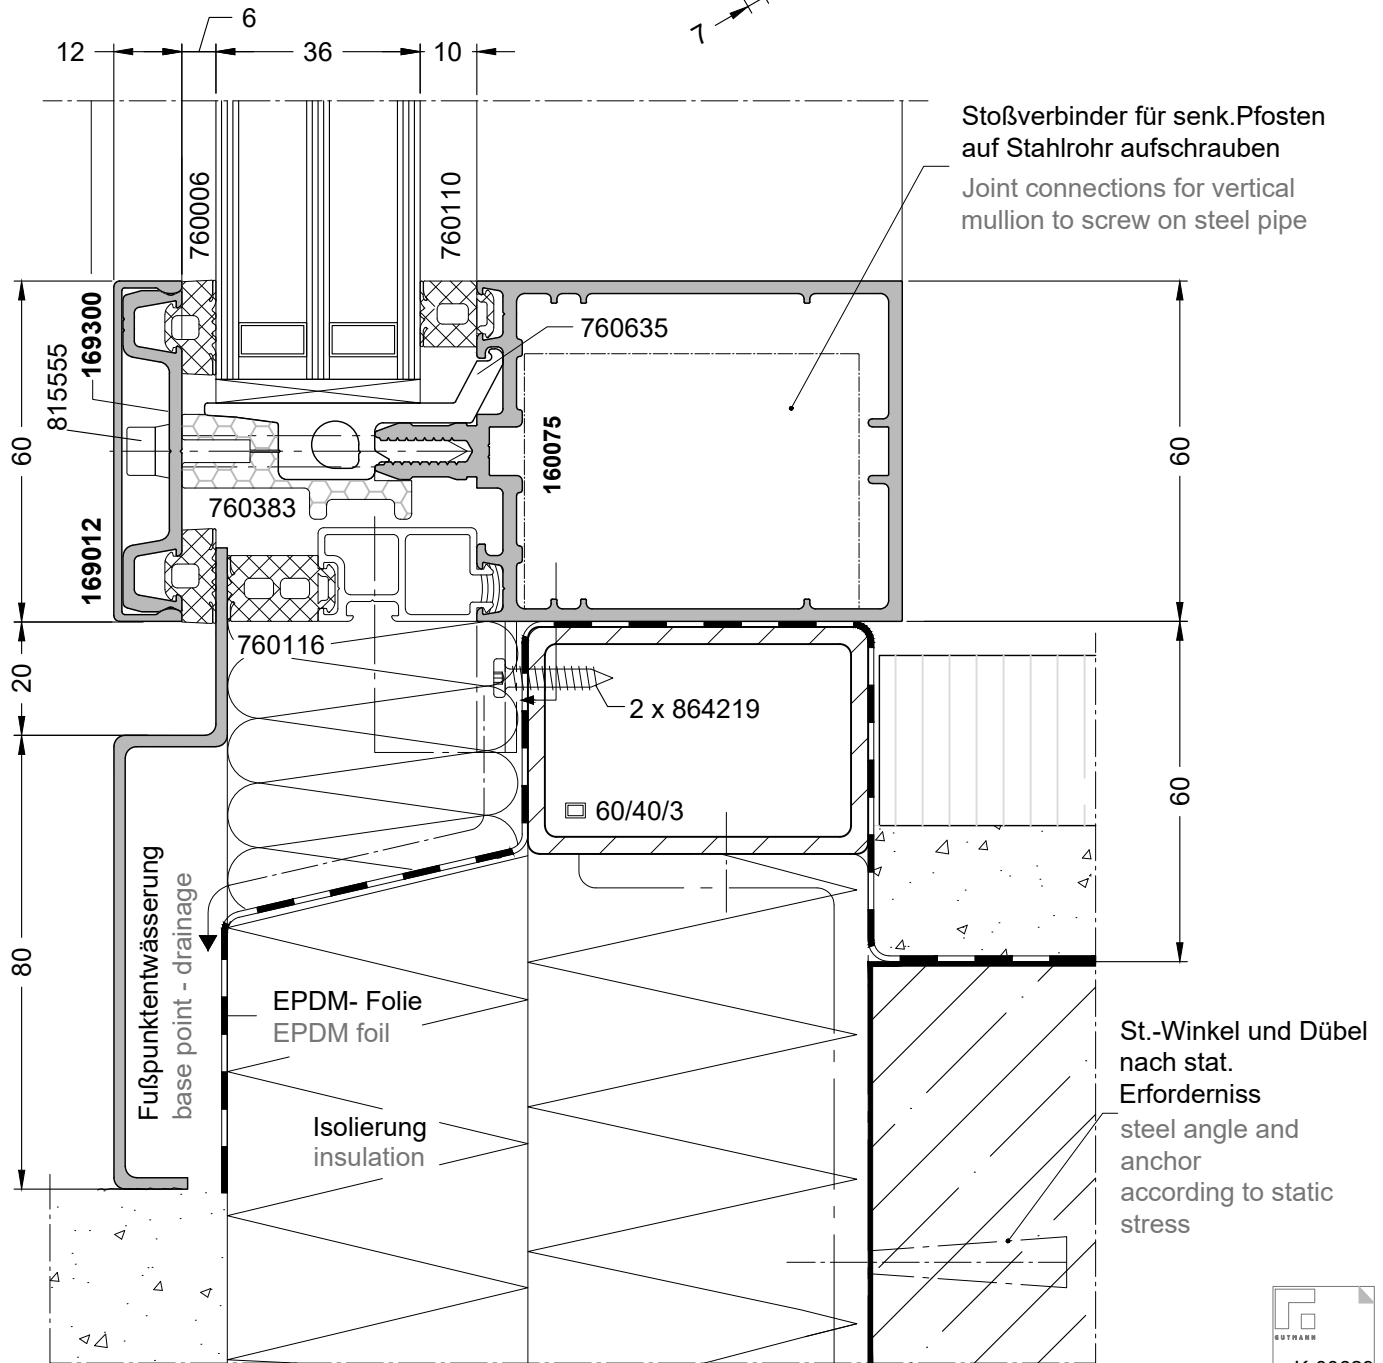 6
7
12
36
10
Stoßverbinder für senk.Pfosten
auf Stahlrohr aufschrauben
Joint connections for vertical
mullion to screw on steel pipe
760006
760110
169300
815555
760635
60
160075
60
760383
169012
760116
20
2 x 864219
60/40/3
60
80
Fußpunktentwässerung
base point - drainage
EPDM- Folie
EPDM foil
Isolierung
insulation
St.-Winkel und Dübel
nach stat.
Erforderniss
steel angle and
anchor
according to static
stress
GUTMANN